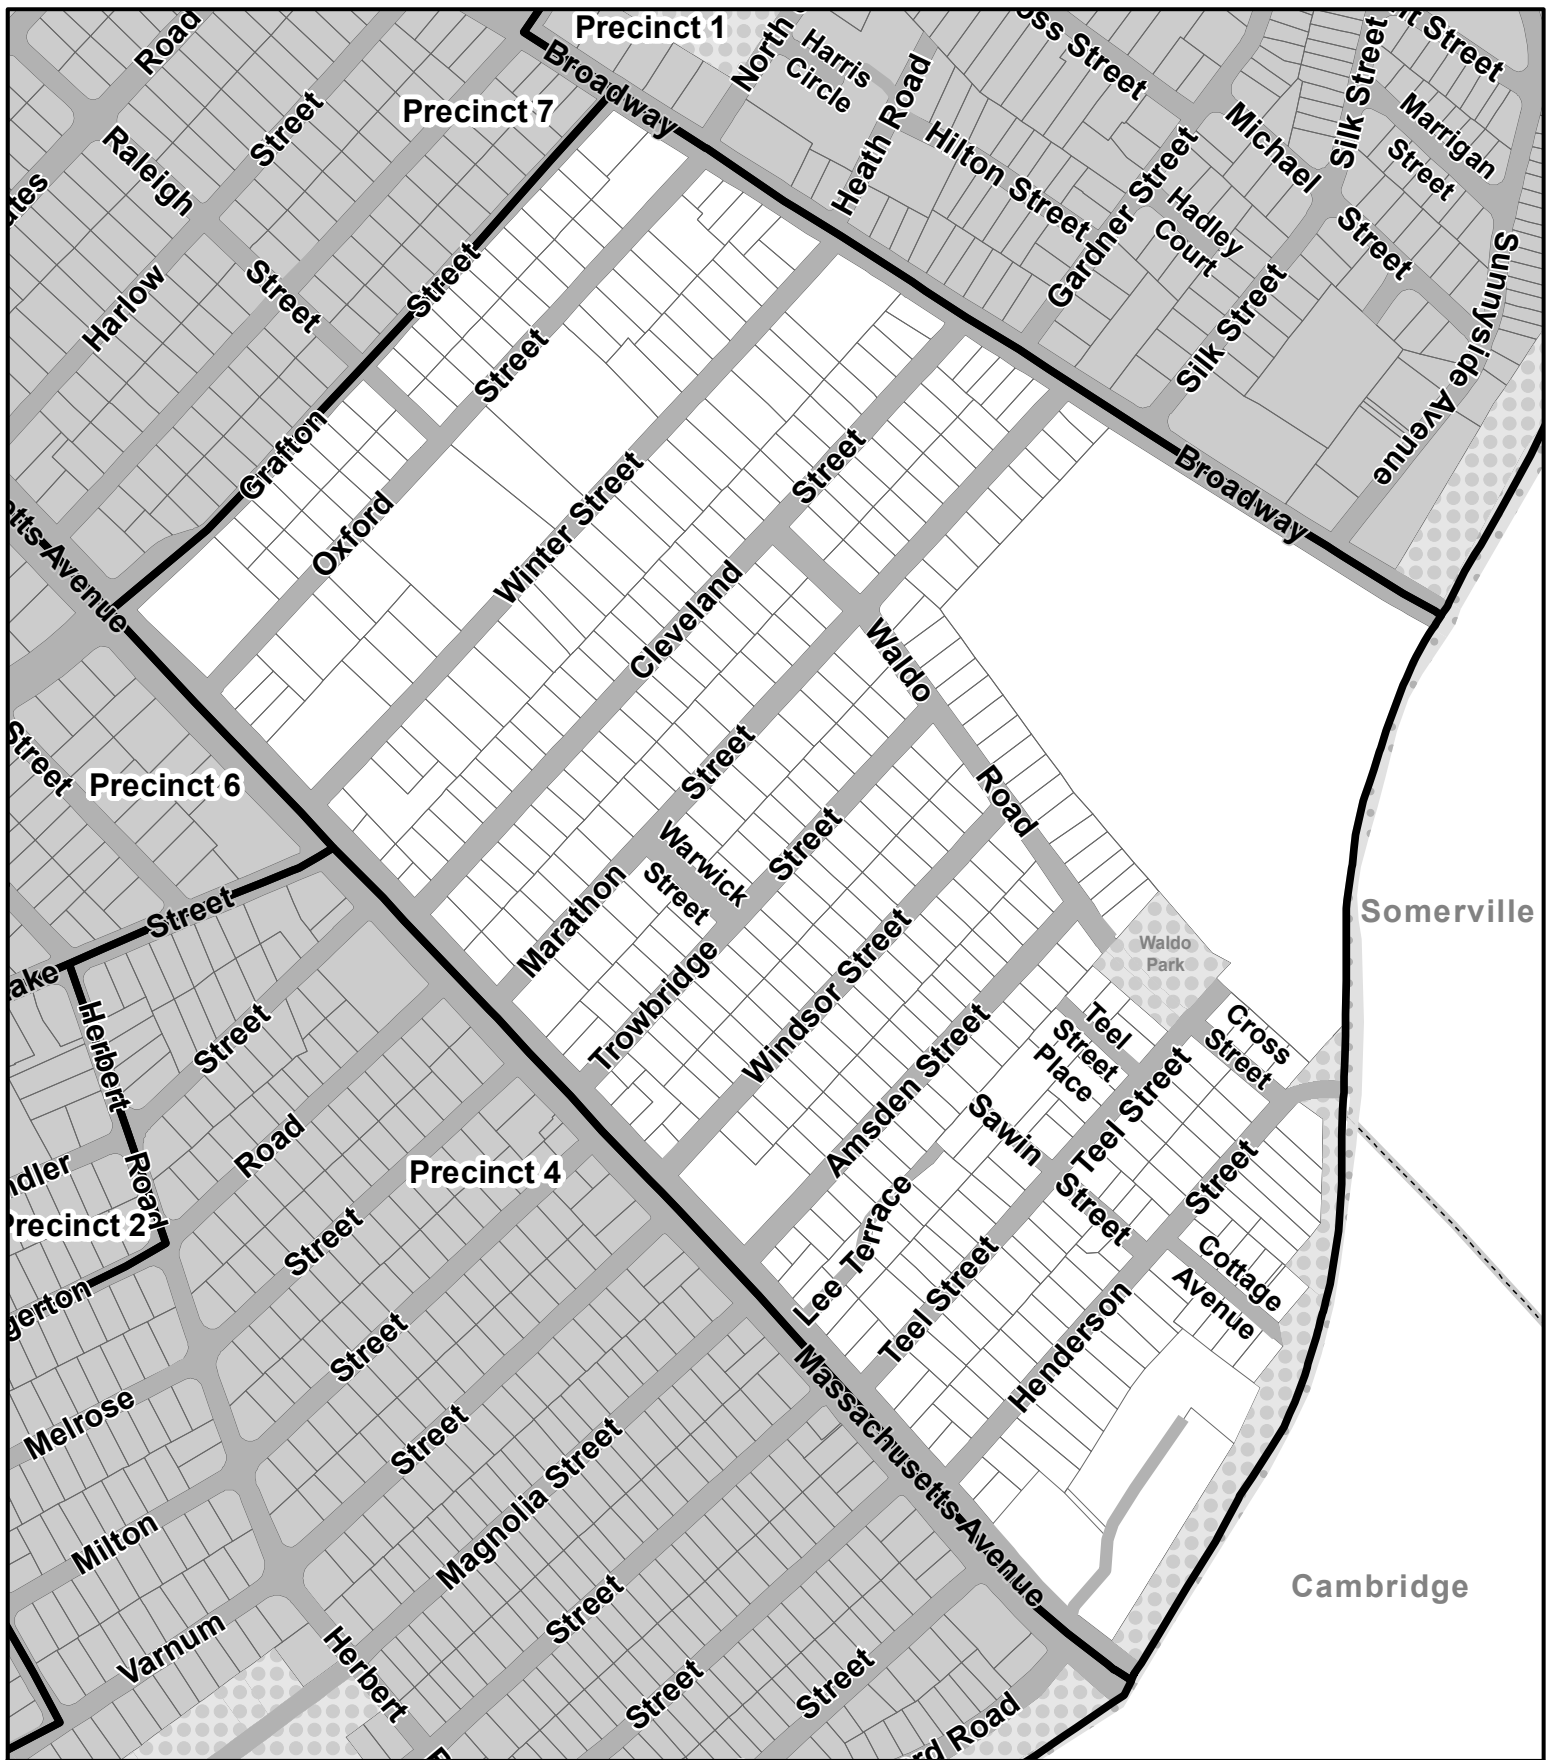 Precinct 1
Broadway
North
Harris
Circle
Heath Road
Hilton Street
Street
Silk Street
Street
Marrigan
Street
Michael
Street
Gardner Street
Hadley
Court
Silk Street
Sunnyside Avenue
Broadway
Road
Precinct 7
Raleigh
Street
Street
Harlow
Street
Grafton
Street
Oxford
Winter Street
Street
Cleveland
Avenue
Street
Precinct 6
Waldo
Road
Street
Marathon
Warwick
Street
Street
Trowbridge
Windsor Street
Amsden Street
Waldo
Park
Somerville
Street
Herbert
Road
Street
Road
Precinct 4
Street
Street
Melrose
Street
Magnolia Street
Milton
Varnum
Herbert
Street
Street
Street
Road
Teel
Street
Place
Cross
Street
Sawin
Street
Teel Street
Street
Henderson
Cottage
Avenue
Lee Terrace
Teel Street
Massachusetts Avenue
Cambridge